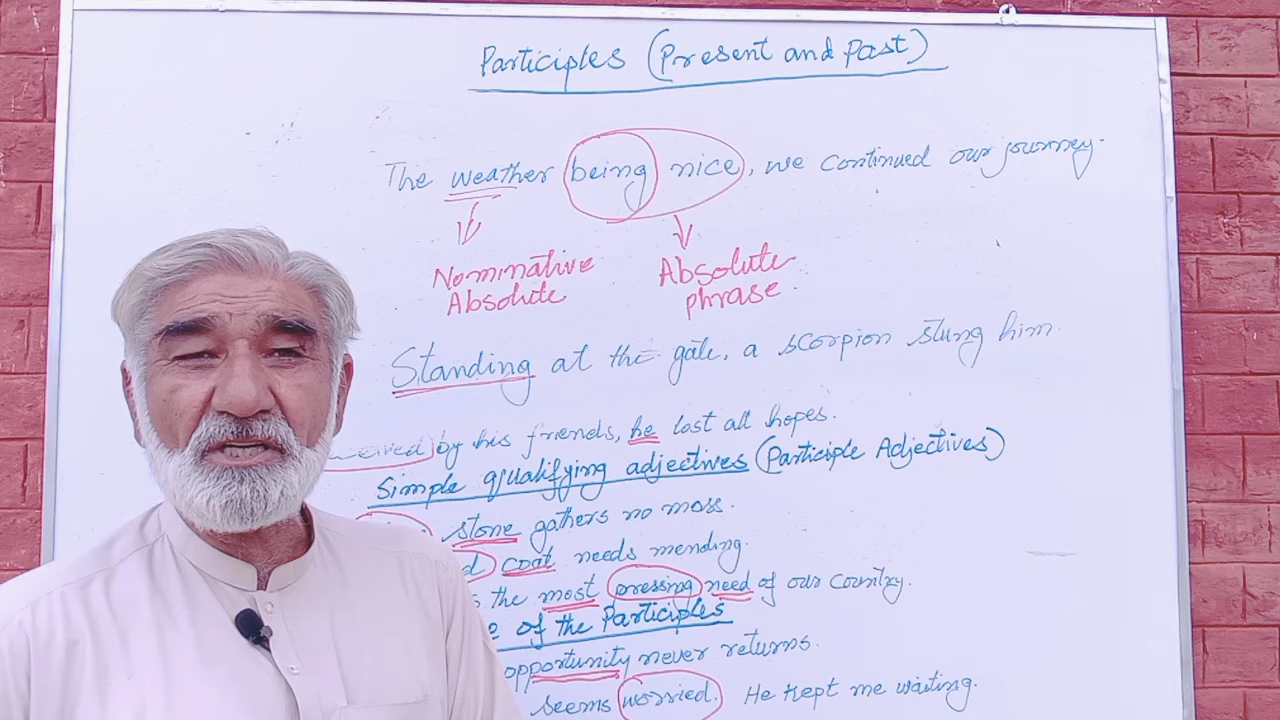 Participles (Present and Past)
The weather being nice, we continued our journey.
Nominative Absolute
Absolute phrase.
Standing at the gate, a scorpion stung him
by his friends, he lost all hopes.
Simple qualifying adjectives (Participle Adjectives)
stone gathers no moss.
coat needs mending.
the most pressing need of our country.
of the Participles
opportunity never returns.
seems worried. He kept me waiting.